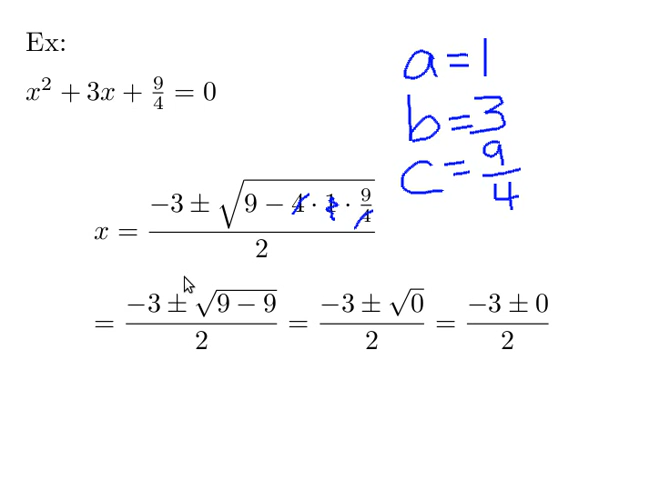 Ex:
x² + 3x + 9/4 = 0
a = 1
b = 3
c = 9/4
x = (−3 ± √(9 − 4 · 1 · 9/4))/2
= (−3 ± √(9 − 9))/2 = (−3 ± √0)/2 = (−3 ± 0)/2